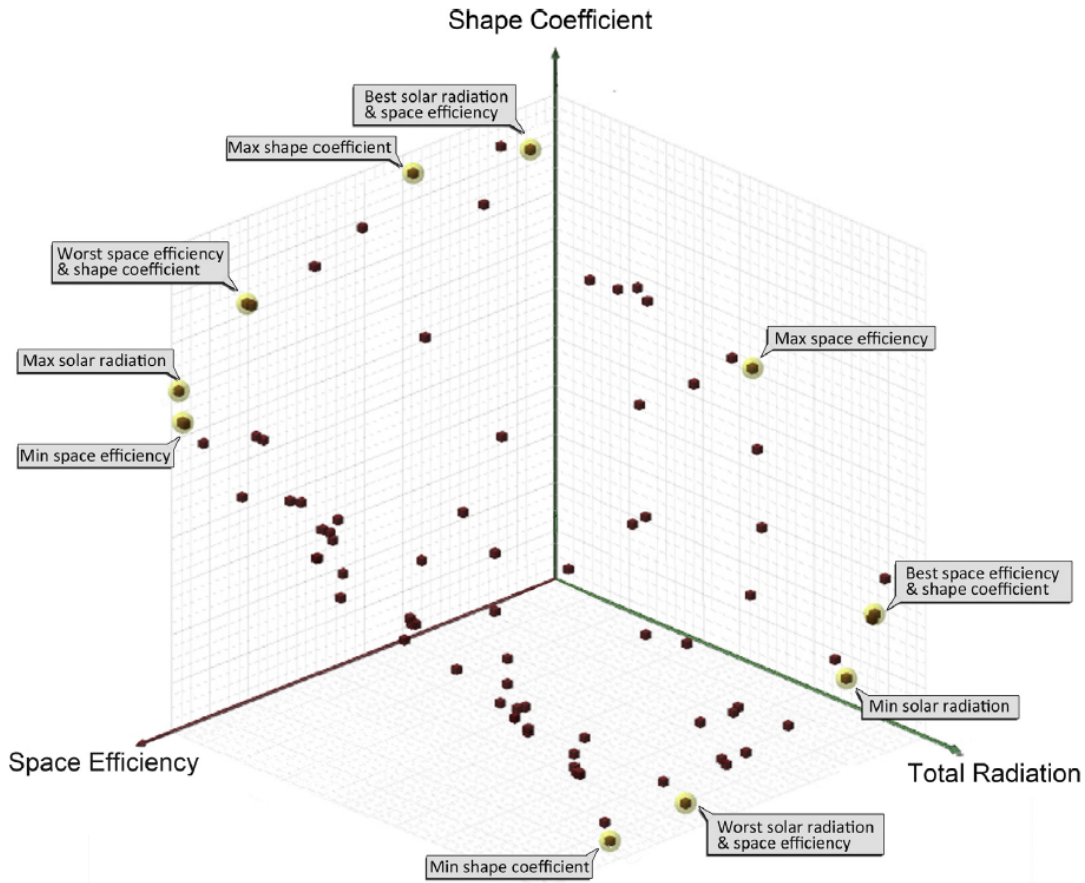 Shape Coefficient
Best solar radiation
& space efficiency
Max shape coefficient
Worst space efficiency
& shape coefficient
Max space efficiency
Max solar radiation
Min space efficiency
Best space efficiency
& shape coefficient
Min solar radiation
Space Efficiency
Total Radiation
Worst solar radiation
& space efficiency
Min shape coefficient